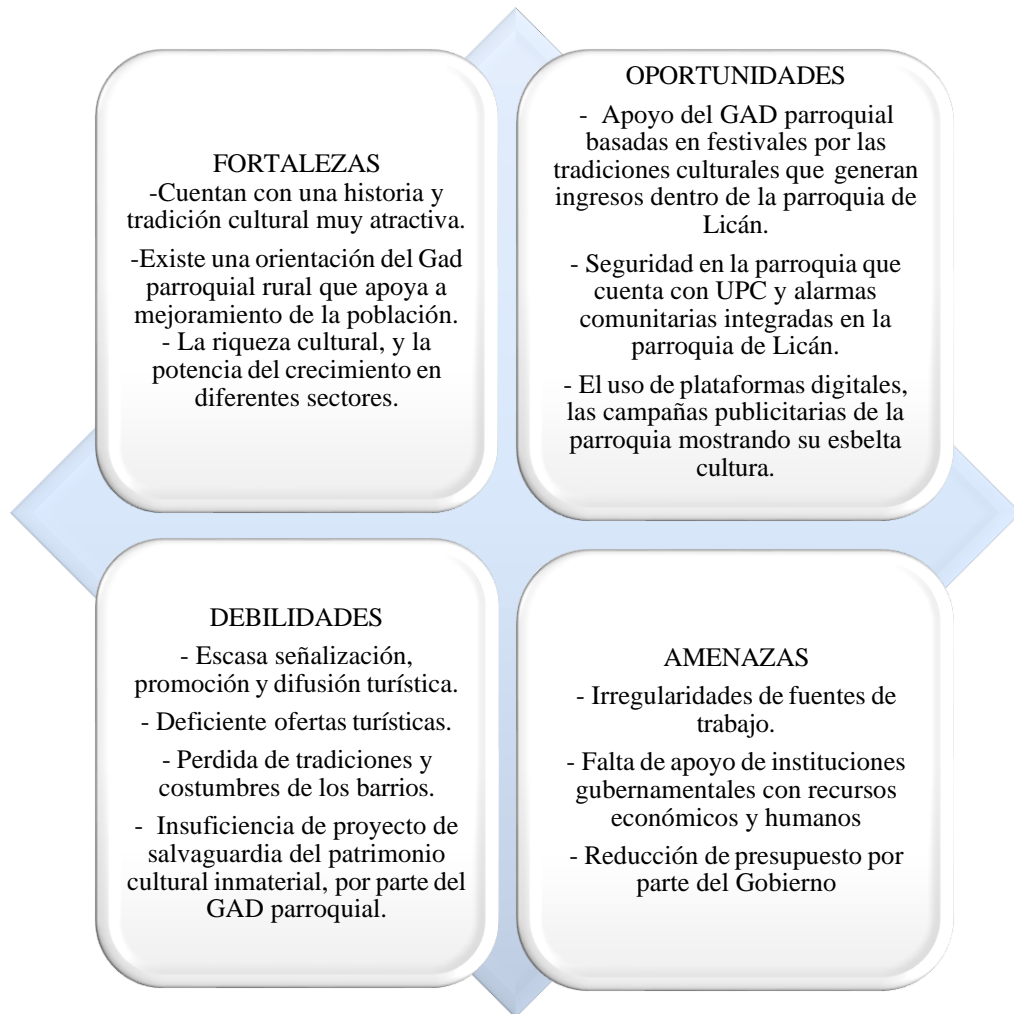 FORTALEZAS
-Cuentan con una historia y
tradición cultural muy atractiva.
-Existe una orientación del Gad
parroquial rural que apoya a
mejoramiento de la población.
- La riqueza cultural, y la
potencia del crecimiento en
diferentes sectores.
OPORTUNIDADES
- Apoyo del GAD parroquial
basadas en festivales por las
tradiciones culturales que generan
ingresos dentro de la parroquia de
Licán.
- Seguridad en la parroquia que
cuenta con UPC y alarmas
comunitarias integradas en la
parroquia de Licán.
- El uso de plataformas digitales,
las campañas publicitarias de la
parroquia mostrando su esbelta
cultura.
DEBILIDADES
- Escasa señalización,
promoción y difusión turística.
- Deficiente ofertas turísticas.
- Perdida de tradiciones y
costumbres de los barrios.
- Insuficiencia de proyecto de
salvaguardia del patrimonio
cultural inmaterial, por parte del
GAD parroquial.
AMENAZAS
- Irregularidades de fuentes de
trabajo.
- Falta de apoyo de instituciones
gubernamentales con recursos
económicos y humanos
- Reducción de presupuesto por
parte del Gobierno